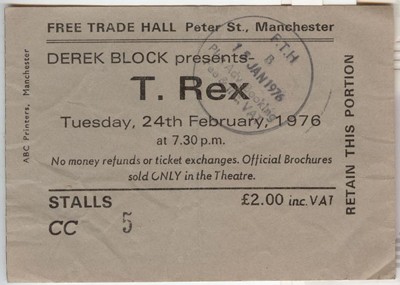 FREE TRADE HALL Peter St., Manchester
DEREK BLOCK presents
T. Rex
Tuesday, 24th February, 1976
at 7.30 p.m.
No money refunds or ticket exchanges. Official Brochures
sold ONLY in the Theatre.
STALLS £2.00 inc. VAT
CC 5
ABC Printers, Manchester
RETAIN THIS PORTION
F.T.H
B
15 JAN 1976